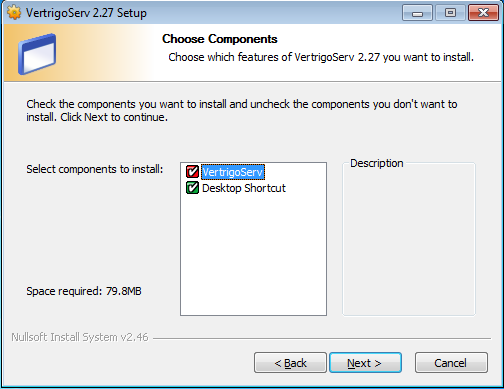 VertrigoServ 2.27 Setup
Choose Components
Choose which features of VertrigoServ 2.27 you want to install.
Check the components you want to install and uncheck the components you don't want to
install. Click Next to continue.
Select components to install:
VertrigoServ
Desktop Shortcut
Description
Space required: 79.8MB
Nullsoft Install System v2.46
< Back
Next >
Cancel